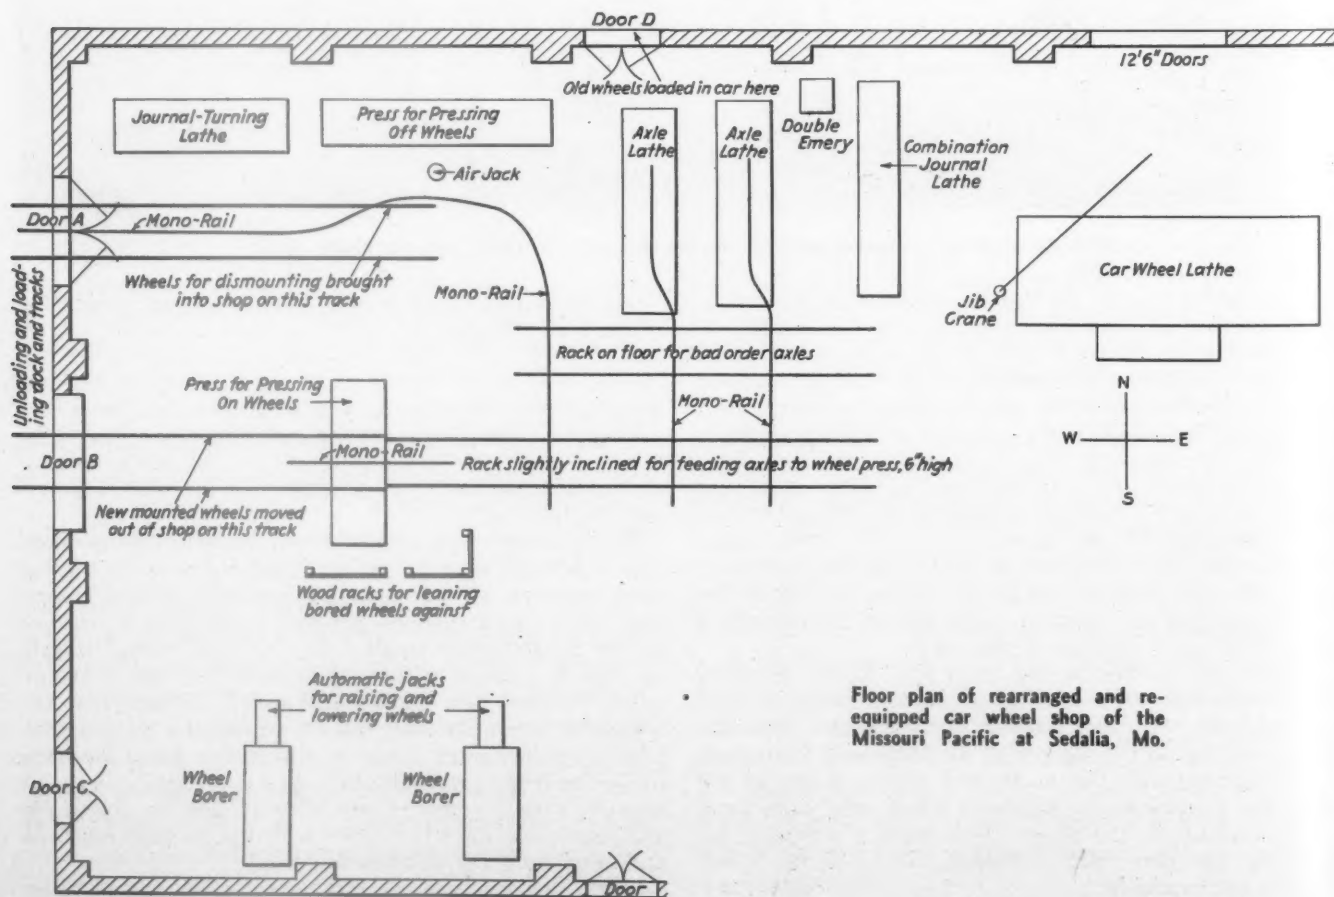 Door D
12'6" Doors
Old wheels loaded in car here
Journal-Turning
Lathe
Press for Pressing
Off Wheels
Axle
Lathe
Axle
Lathe
Double
Emery
Combination
Journal
Lathe
Air Jack
Door A
Mono-Rail
Wheels for dismounting brought
into shop on this track
Mono-Rail
Car Wheel Lathe
Jib
Crane
Unloading and load-
ing dock and tracks
Rack on floor for bad order axles
Press for Pressing
On Wheels
Mono-Rail
N
W
E
S
Door B
Mono-Rail
Rack slightly inclined for feeding axles to wheel press, 6" high
New mounted wheels moved
out of shop on this track
Wood racks for leaning
bored wheels against
Automatic jacks
for raising and
lowering wheels
Door C
Wheel
Borer
Wheel
Borer
Door
Floor plan of rearranged and re-
equipped car wheel shop of the
Missouri Pacific at Sedalia, Mo.